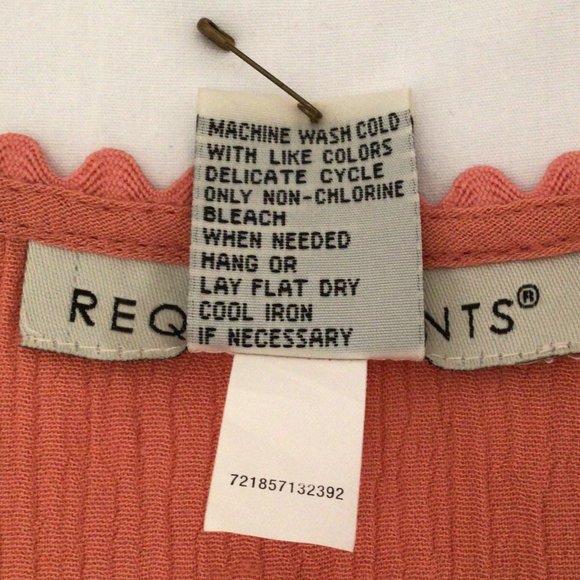 MACHINE WASH COLD
WITH LIKE COLORS
DELICATE CYCLE
ONLY NON-CHLORINE
BLEACH
WHEN NEEDED
HANG OR
LAY FLAT DRY
COOL IRON
IF NECESSARY
REQ NTS®
721857132392